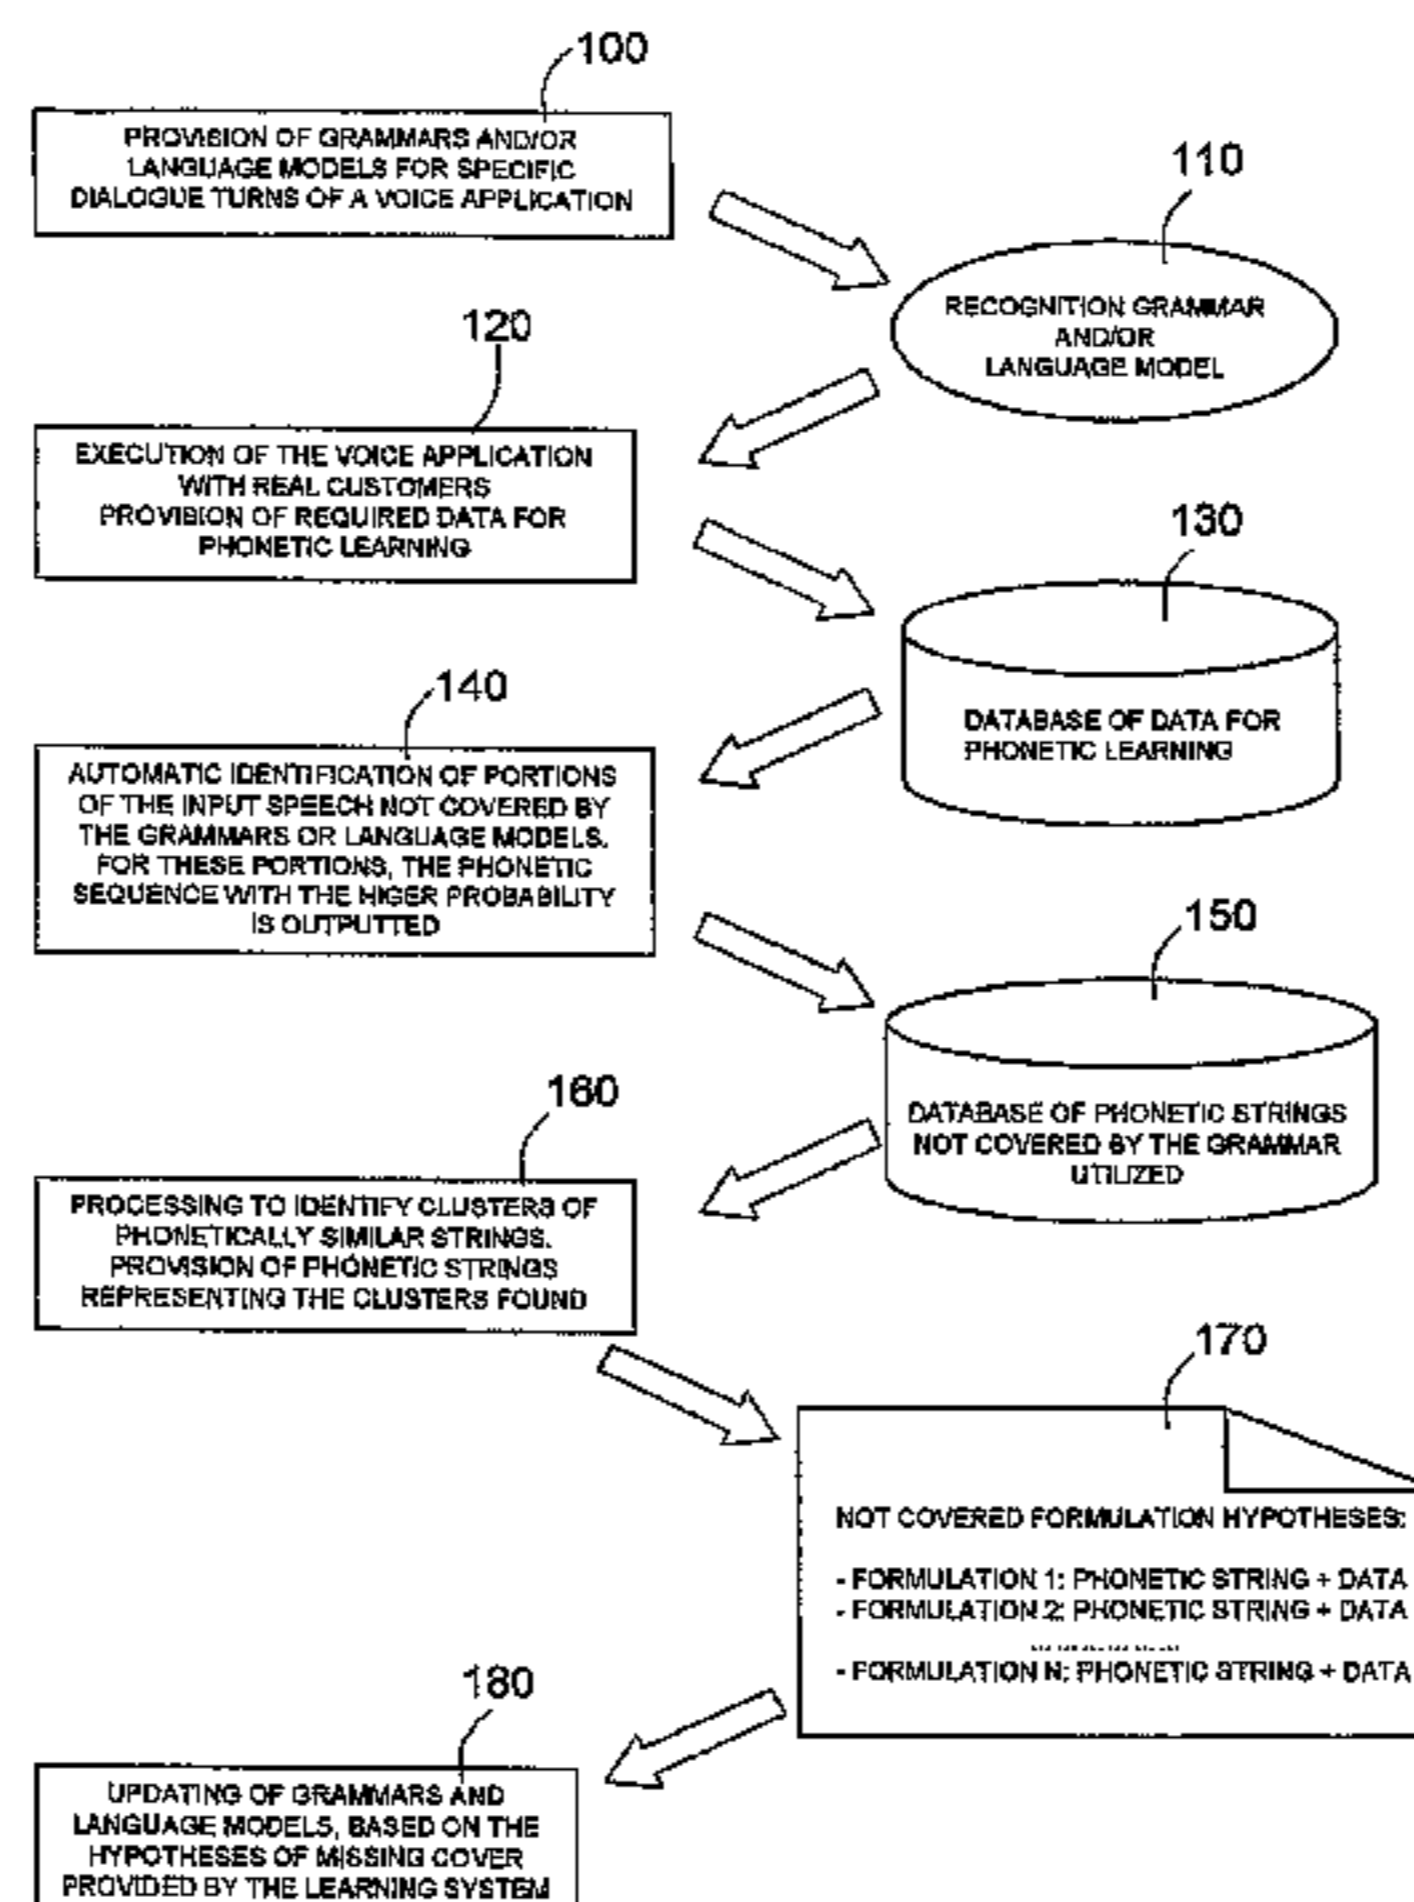 100
PROVISION OF GRAMMARS AND/OR
LANGUAGE MODELS FOR SPECIFIC
DIALOGUE TURNS OF A VOICE APPLICATION
110
RECOGNITION GRAMMAR
AND/OR
LANGUAGE MODEL
120
EXECUTION OF THE VOICE APPLICATION
WITH REAL CUSTOMERS
PROVISION OF REQUIRED DATA FOR
PHONETIC LEARNING
130
DATABASE OF DATA FOR
PHONETIC LEARNING
140
AUTOMATIC IDENTIFICATION OF PORTIONS
OF THE INPUT SPEECH NOT COVERED BY
THE GRAMMARS OR LANGUAGE MODELS.
FOR THESE PORTIONS, THE PHONETIC
SEQUENCE WITH THE HIGER PROBABILITY
IS OUTPUTTED
150
DATABASE OF PHONETIC STRINGS
NOT COVERED BY THE GRAMMAR
UTILIZED
160
PROCESSING TO IDENTIFY CLUSTERS OF
PHONETICALLY SIMILAR STRINGS.
PROVISION OF PHONETIC STRINGS
REPRESENTING THE CLUSTERS FOUND
170
NOT COVERED FORMULATION HYPOTHESES:
- FORMULATION 1: PHONETIC STRING + DATA
- FORMULATION 2: PHONETIC STRING + DATA
....................
- FORMULATION N: PHONETIC STRING + DATA
180
UPDATING OF GRAMMARS AND
LANGUAGE MODELS, BASED ON THE
HYPOTHESES OF MISSING COVER
PROVIDED BY THE LEARNING SYSTEM